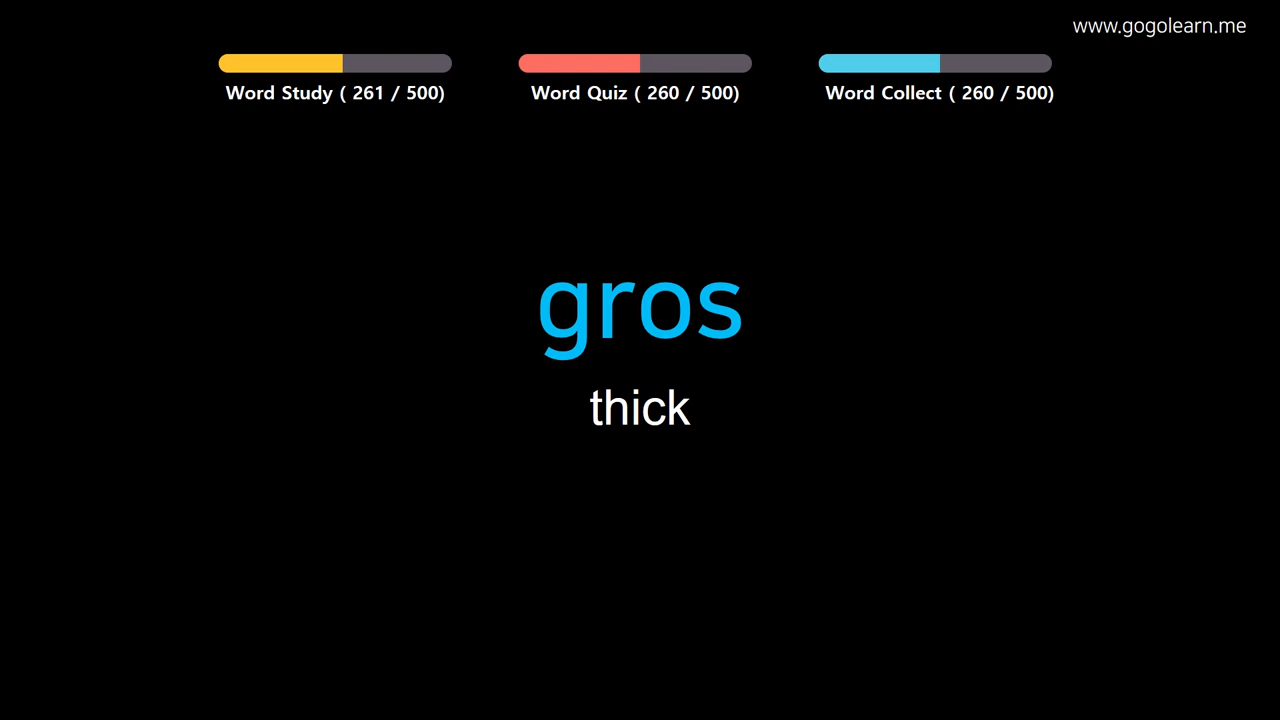 www.gogolearn.me
Word Study ( 261 / 500)
Word Quiz ( 260 / 500)
Word Collect ( 260 / 500)
gros
thick